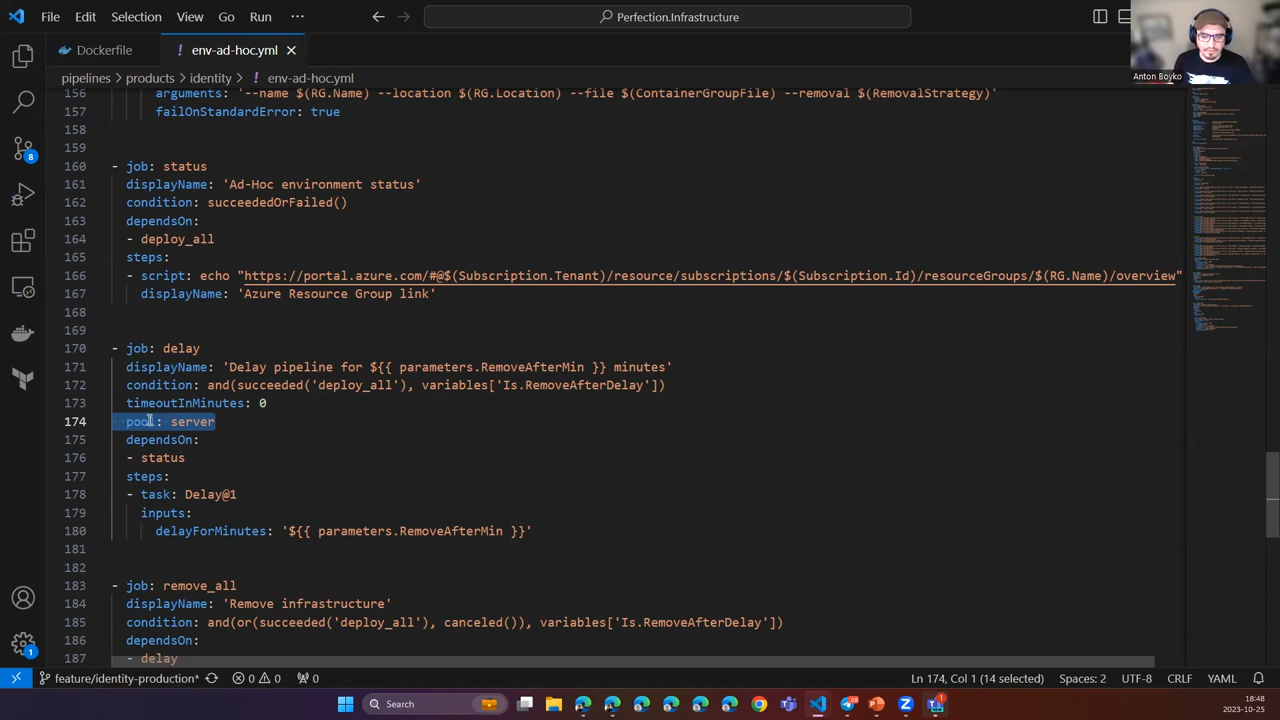 File Edit Selection View Go Run ··· Perfection.Infrastructure
Dockerfile env-ad-hoc.yml
pipelines > products > identity > env-ad-hoc.yml
Anton Boyko
156 arguments: '--name $(RG.Name) --location $(RG.Location) --file $(ContainerGroupFile) --removal $(RemovalStrategy)'
157 failOnStandardError: true
158
159
160 - job: status
161 displayName: 'Ad-Hoc environment status'
162 condition: succeededOrFailed()
163 dependsOn:
164 - deploy_all
165 steps:
166 - script: echo "https://portal.azure.com/#@$(Subscription.Tenant)/resource/subscriptions/$(Subscription.Id)/resourceGroups/$(RG.Name)/overview"
167 displayName: 'Azure Resource Group link'
168
169
170 - job: delay
171 displayName: 'Delay pipeline for ${{ parameters.RemoveAfterMin }} minutes'
172 condition: and(succeeded('deploy_all'), variables['Is.RemoveAfterDelay'])
173 timeoutInMinutes: 0
174 pool: server
175 dependsOn:
176 - status
177 steps:
178 - task: Delay@1
179 inputs:
180 delayForMinutes: '${{ parameters.RemoveAfterMin }}'
181
182
183 - job: remove_all
184 displayName: 'Remove infrastructure'
185 condition: and(or(succeeded('deploy_all'), canceled()), variables['Is.RemoveAfterDelay'])
186 dependsOn:
187 - delay
8
1
feature/identity-production* 0 0 0 Ln 174, Col 1 (14 selected) Spaces: 2 UTF-8 CRLF YAML
Search
18:48
2023-10-25